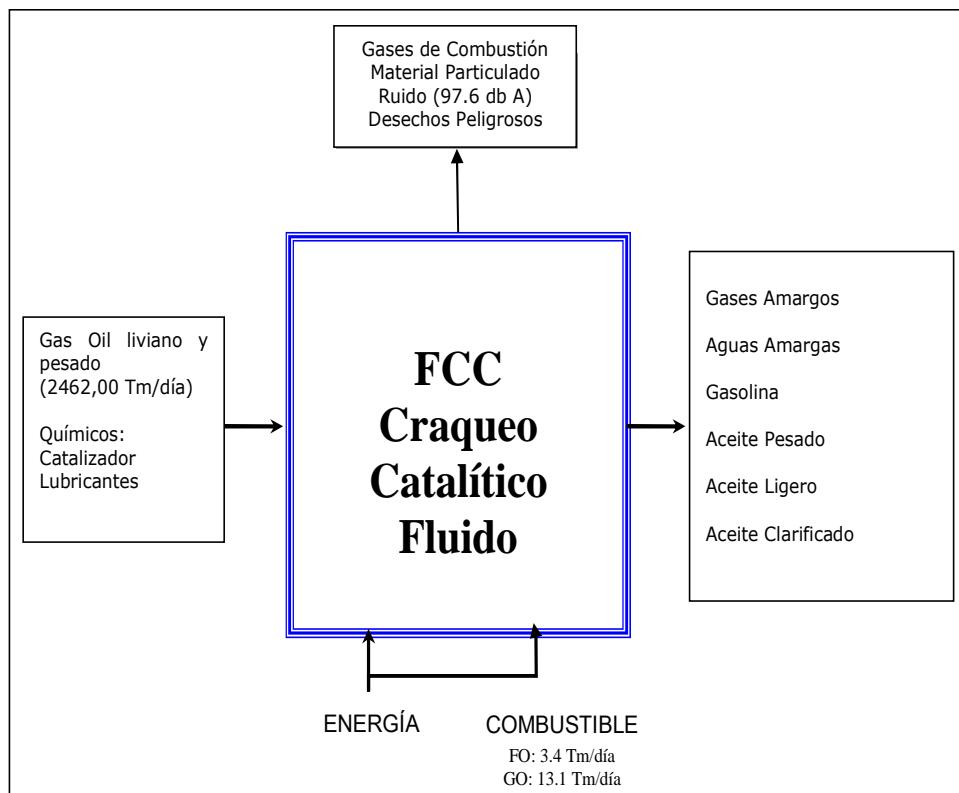 Gases de Combustión
Material Particulado
Ruido (97.6 db A)
Desechos Peligrosos
Gas Oil liviano y
pesado
(2462,00 Tm/día)
Químicos:
Catalizador
Lubricantes
FCC
Craqueo
Catalítico
Fluido
Gases Amargos
Aguas Amargas
Gasolina
Aceite Pesado
Aceite Ligero
Aceite Clarificado
ENERGÍA
COMBUSTIBLE
FO: 3.4 Tm/día
GO: 13.1 Tm/día